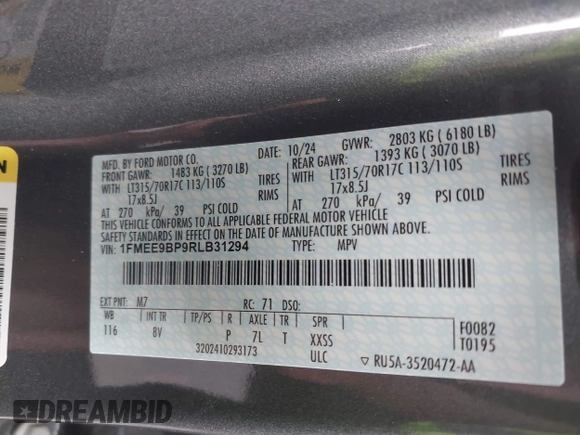 MFD. BY FORD MOTOR CO.
DATE: 10/24 GVWR: 2803 KG ( 6180 LB)
FRONT GAWR: 1483 KG ( 3270 LB)
REAR GAWR: 1393 KG ( 3070 LB)
WITH LT315/70R17C 113/110S TIRES
WITH LT315/70R17C 113/110S TIRES
17x8.5J RIMS
17x8.5J RIMS
AT 270 kPa/ 39 PSI COLD
AT 270 kPa/ 39 PSI COLD
THIS VEHICLE CONFORMS TO ALL APPLICABLE FEDERAL MOTOR VEHICLE
SAFETY STANDARDS IN EFFECT ON THE DATE OF MANUFACTURE SHOWN ABOVE.
VIN: 1FMEE9BP9RLB31294
TYPE: MPV
EXT PNT: M7 RC: 71 DSO:
WB INT TR TP/PS R AXLE TR SPR
116 8V P 7L T XXSS
F0082
T0195
3202410293173 ULC ▽ RU5A-3520472-AA
DREAMBID